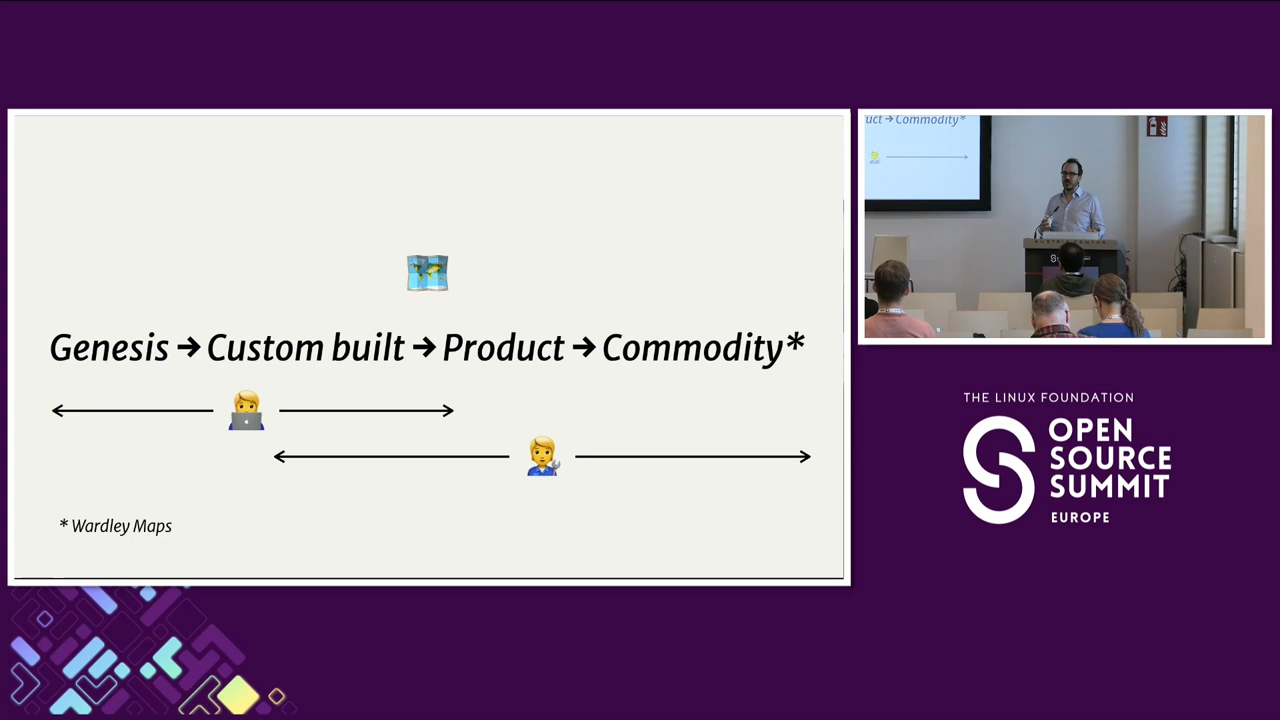 Genesis → Custom built → Product → Commodity*
* Wardley Maps
uct → Commodity*
THE LINUX FOUNDATION
OPEN
SOURCE
SUMMIT
EUROPE